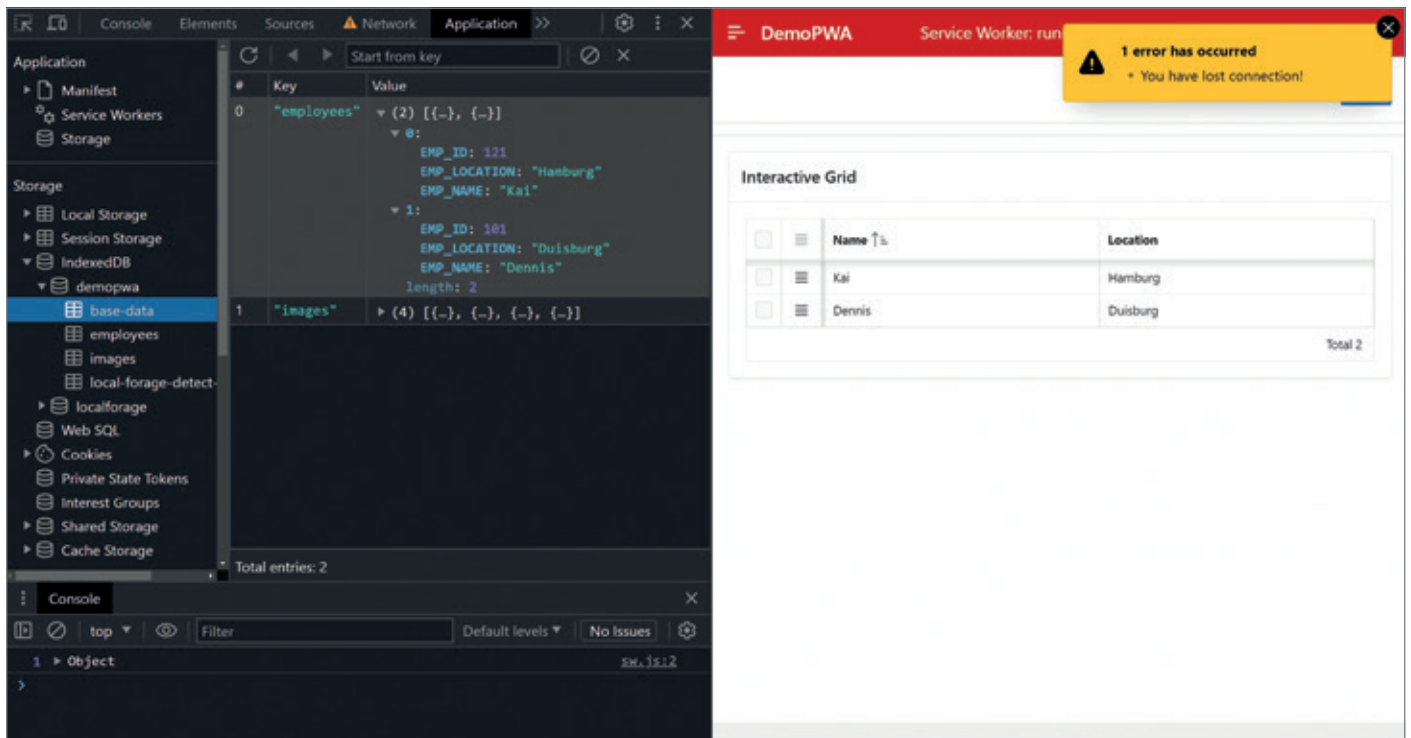 Console Elements Sources Network Application
Application
Manifest
Service Workers
Storage
Storage
Local Storage
Session Storage
IndexedDB
demopwa
base-data
employees
images
local-forage-detect-
localforage
Web SQL
Cookies
Private State Tokens
Interest Groups
Shared Storage
Cache Storage
Start from key
# Key Value
0 "employees" (2) [{…}, {…}]
0:
EMP_ID: 121
EMP_LOCATION: "Hamburg"
EMP_NAME: "Kai"
1:
EMP_ID: 101
EMP_LOCATION: "Duisburg"
EMP_NAME: "Dennis"
length: 2
1 "images" (4) [{…}, {…}, {…}, {…}]
Total entries: 2
Console
top Filter Default levels No Issues
1 Object sw.js:2
DemoPWA Service Worker: run
1 error has occurred
• You have lost connection!
Interactive Grid
Name Location
Kai Hamburg
Dennis Duisburg
Total 2